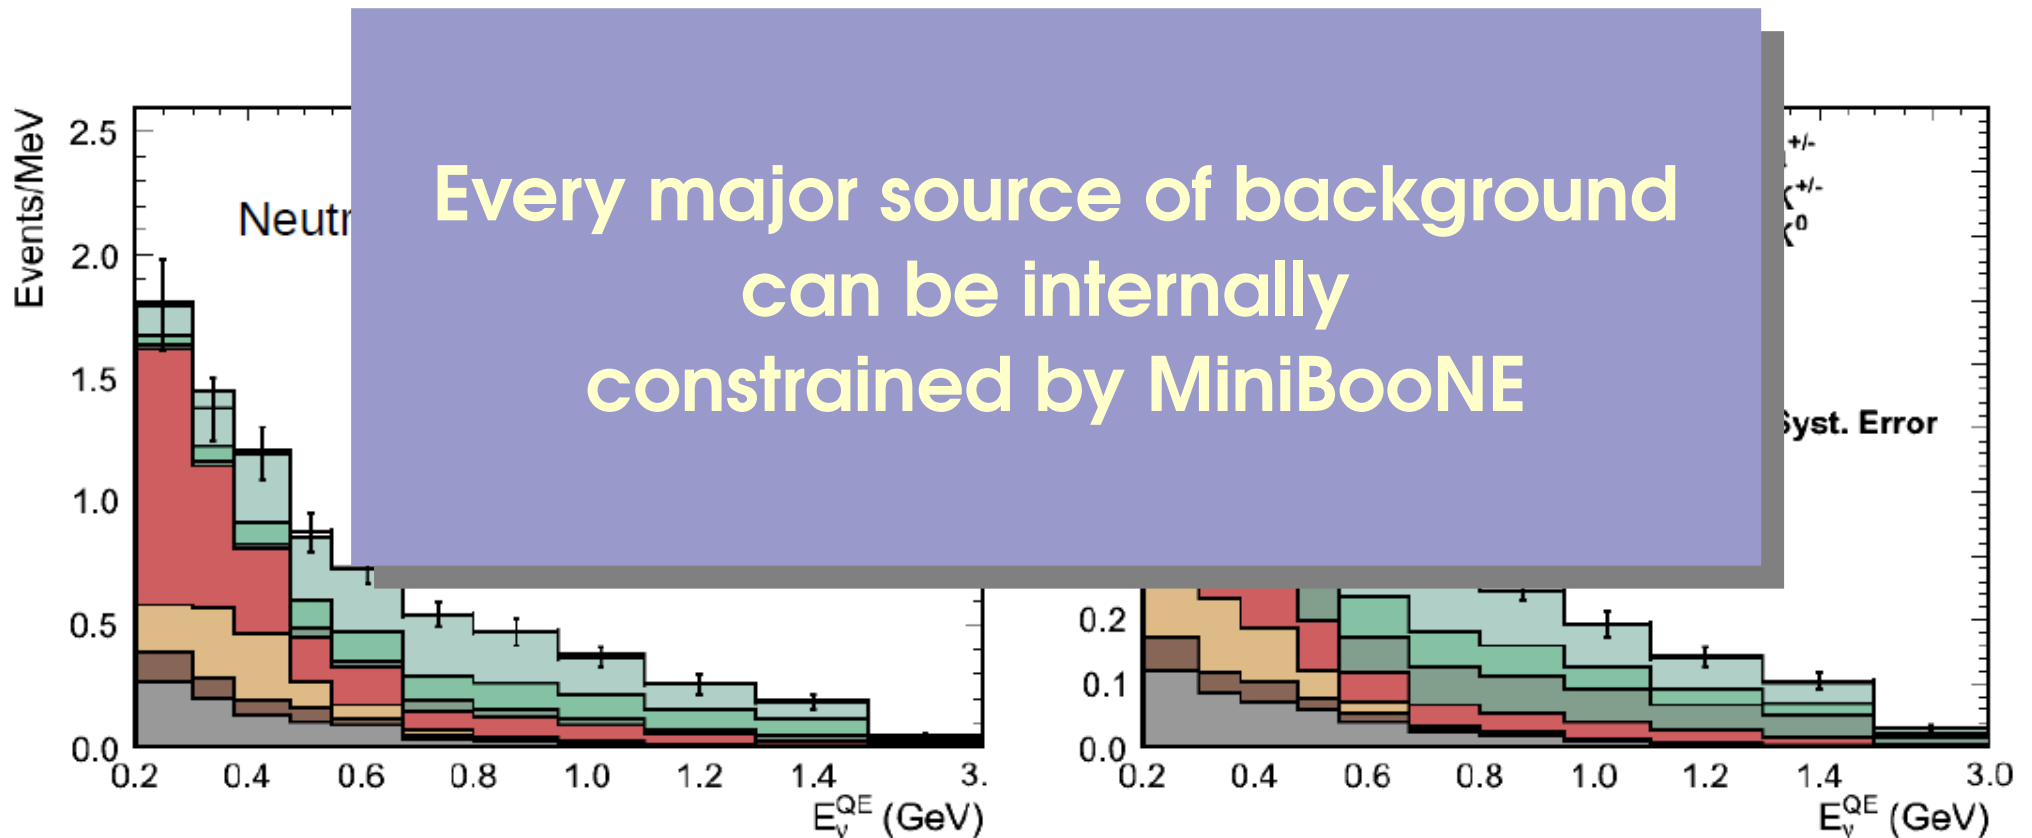 Every major source of background
can be internally
constrained by MiniBooNE
Events/MeV
2.5
2.0
1.5
1.0
0.5
0.0
0.2 0.4 0.6 0.8 1.0 1.2 1.4 3.
E_ν^QE (GeV)
+/-
+/-
0
Syst. Error
0.2
0.1
0.0
0.2 0.4 0.6 0.8 1.0 1.2 1.4 3.0
E_ν^QE (GeV)